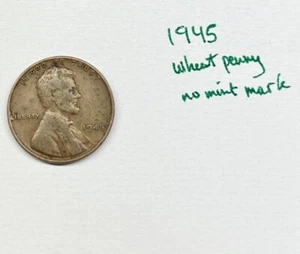 1945
wheat penny
no mint mark
LIBERTY